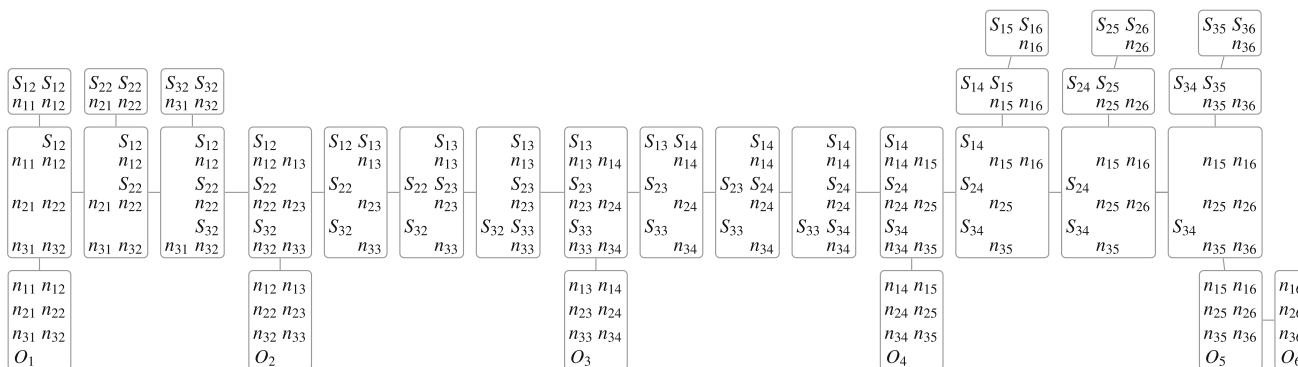 S15 S16
n16
S25 S26
n26
S35 S36
n36
S12 S12
n11 n12
S22 S22
n21 n22
S32 S32
n31 n32
S14 S15
n15 n16
S24 S25
n25 n26
S34 S35
n35 n36
S12
n11 n12
n21 n22
n31 n32
S12
n12
S22
n21 n22
n31 n32
S12
n12
S22
n22
S32
n31 n32
S12
n12 n13
S22
n22 n23
S32
n32 n33
S12 S13
n13
S22
n23
S32
n33
S13
n13
S22 S23
n23
S32
n33
S13
n13
S23
n23
S32 S33
n33
S13
n13 n14
S23
n23 n24
S33
n33 n34
S13 S14
n14
S23
n24
S33
n34
S14
n14
S23 S24
n24
S33
n34
S14
n14
S24
n24
S33 S34
n34
S14
n14 n15
S24
n24 n25
S34
n34 n35
S14
n15 n16
S24
n25
S34
n35
n15 n16
S24
n25 n26
S34
n35
n15 n16
n25 n26
S34
n35 n36
n11 n12
n21 n22
n31 n32
O1
n12 n13
n22 n23
n32 n33
O2
n13 n14
n23 n24
n33 n34
O3
n14 n15
n24 n25
n34 n35
O4
n15 n16
n25 n26
n35 n36
O5
n16
n26
n36
O6